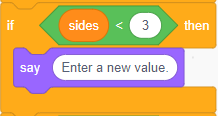 if sides < 3 then
say Enter a new value.